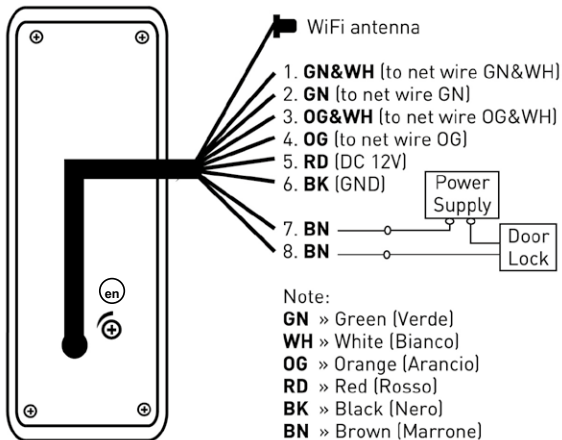 WiFi antenna
1. GN&WH (to net wire GN&WH)
2. GN (to net wire GN)
3. OG&WH (to net wire OG&WH)
4. OG (to net wire OG)
5. RD (DC 12V)
6. BK (GND)
Power
Supply
7. BN
8. BN
Door
Lock
en
Note:
GN » Green (Verde)
WH » White (Bianco)
OG » Orange (Arancio)
RD » Red (Rosso)
BK » Black (Nero)
BN » Brown (Marrone)